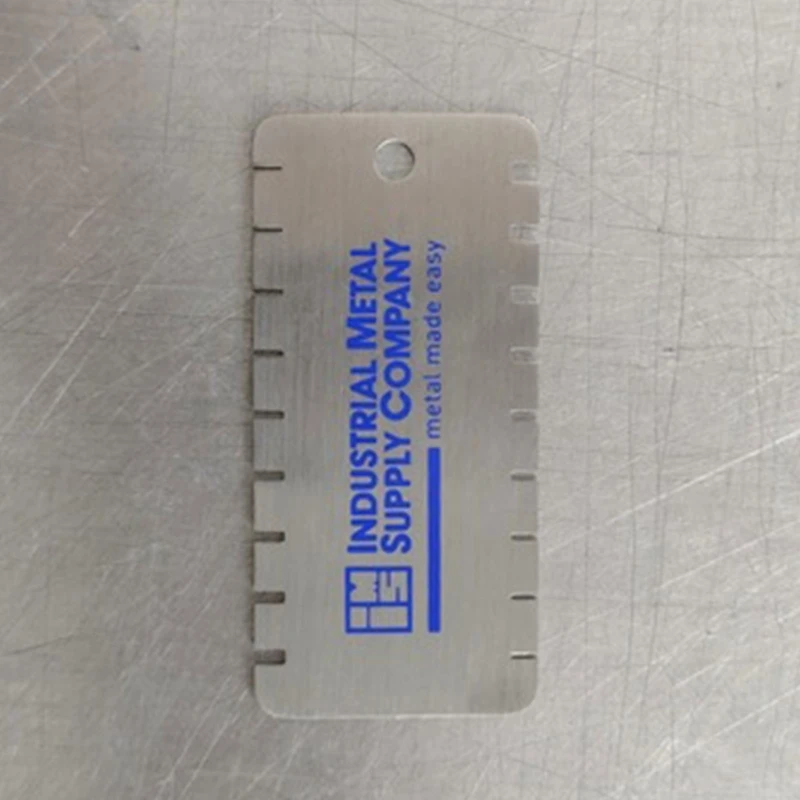 ims
INDUSTRIAL METAL
SUPPLY COMPANY
metal made easy